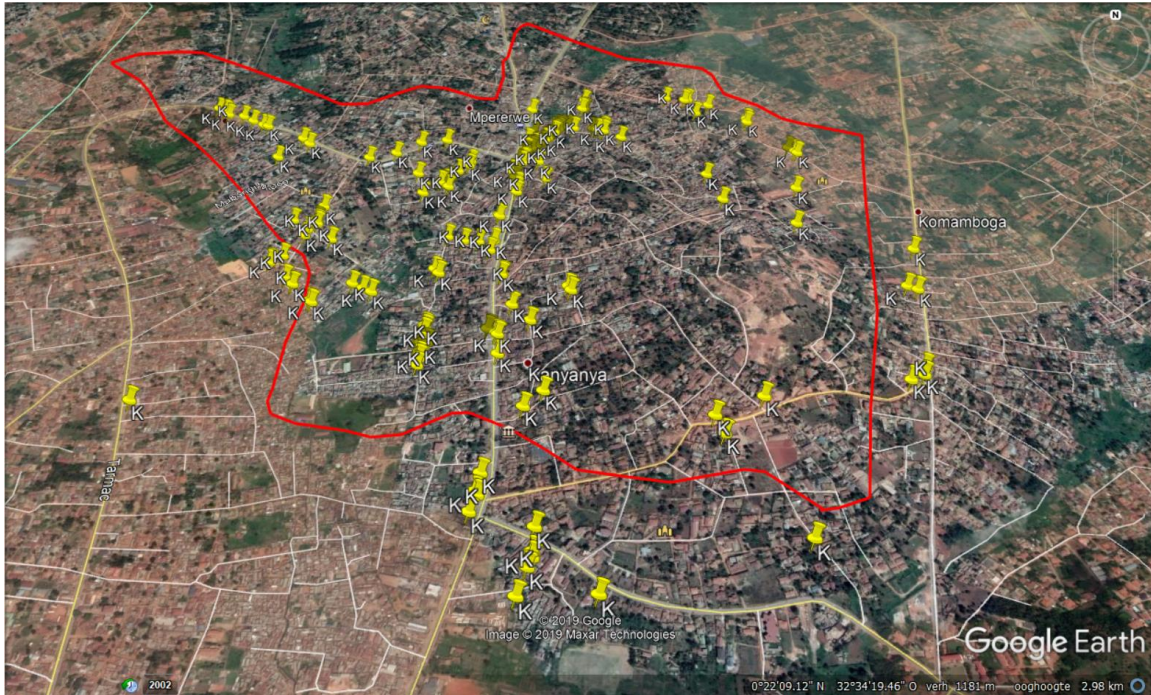 N
Mpererwe
Komamboga
Kanyanya
Tarmac
© 2019 Google
Image © 2019 Maxar Technologies
Google Earth
2002
0°22'09.12" N 32°34'19.46" O verh 1181 m ooghoogte 2.98 km